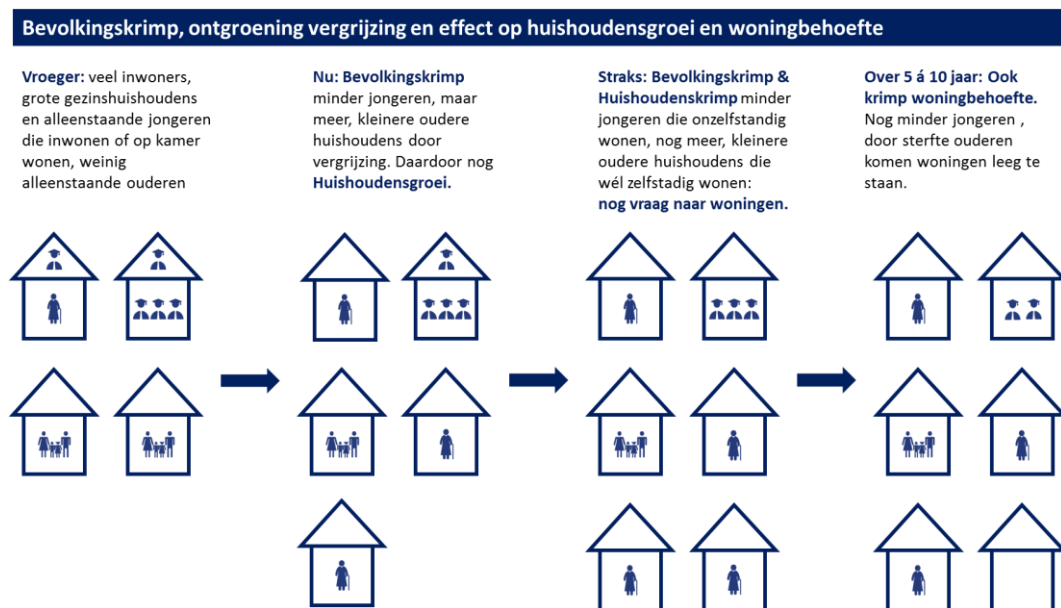 Bevolkingskrimp, ontgroening vergrijzing en effect op huishoudensgroei en woningbehoefte
Vroeger: veel inwoners,
grote gezinshuishoudens
en alleenstaande jongeren
die inwonen of op kamer
wonen, weinig
alleenstaande ouderen
Nu: Bevolkingskrimp
minder jongeren, maar
meer, kleinere oudere
huishoudens door
vergrijzing. Daardoor nog
Huishoudensgroei.
Straks: Bevolkingskrimp &
Huishoudenskrimp minder
jongeren die onzelfstandig
wonen, nog meer, kleinere
oudere huishoudens die
wél zelfstadig wonen:
nog vraag naar woningen.
Over 5 á 10 jaar: Ook
krimp woningbehoefte.
Nog minder jongeren ,
door sterfte ouderen
komen woningen leeg te
staan.